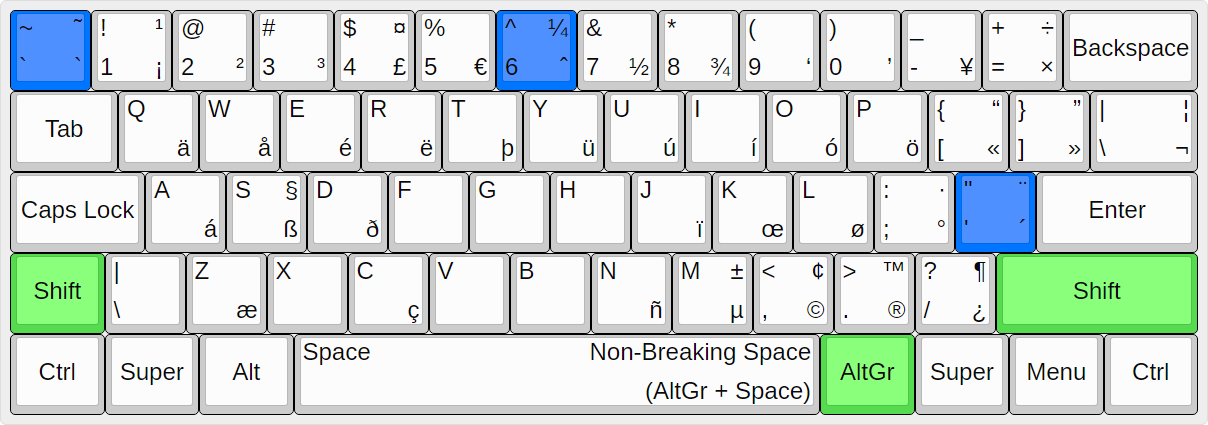 ~ ˜ ! ¹ @ # $ ¤ % ^ ¼ & * ( ) _ + ÷ Backspace
` ` 1 ¡ 2 ² 3 ³ 4 £ 5 € 6 ˆ 7 ½ 8 ¾ 9 ‘ 0 ’ - ¥ = ×
Tab Q W E R T Y U I O P { “ } ” | ¦
ä å é ë þ ü ú í ó ö [ « ] » \ ¬
Caps Lock A S § D F G H J K L : · " ¨ Enter
á ß ð ï œ ø ; ° ' ´
Shift | Z X C V B N M ± < ¢ > ™ ? ¶ Shift
\ æ ç ñ µ , © . ® / ¿
Ctrl Super Alt Space Non-Breaking Space AltGr Super Menu Ctrl
(AltGr + Space)